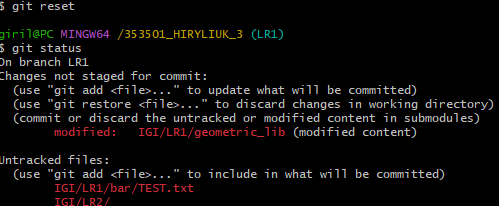 $ git reset
giril@PC MINGW64 /353501_HIRYLIUK_3 (LR1)
$ git status
On branch LR1
Changes not staged for commit:
(use "git add <file>..." to update what will be committed)
(use "git restore <file>..." to discard changes in working directory)
(commit or discard the untracked or modified content in submodules)
modified: IGI/LR1/geometric_lib (modified content)
Untracked files:
(use "git add <file>..." to include in what will be committed)
IGI/LR1/bar/TEST.txt
IGI/LR2/